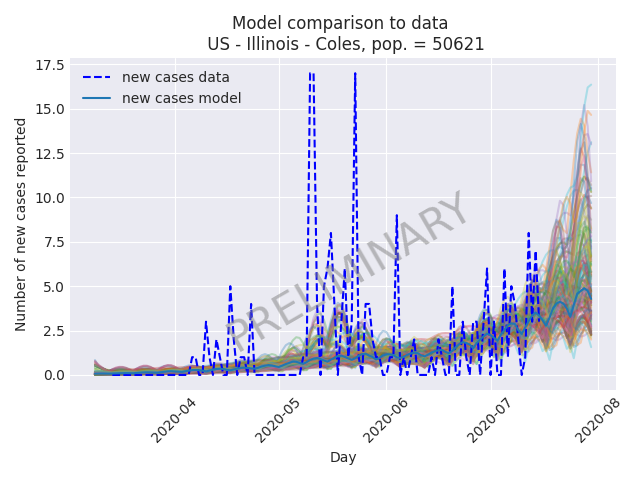 Model comparison to data
US - Illinois - Coles, pop. = 50621
17.5
15.0
12.5
10.0
7.5
5.0
2.5
0.0
Number of new cases reported
new cases data
new cases model
PRELIMINARY
2020-04
2020-05
2020-06
2020-07
2020-08
Day